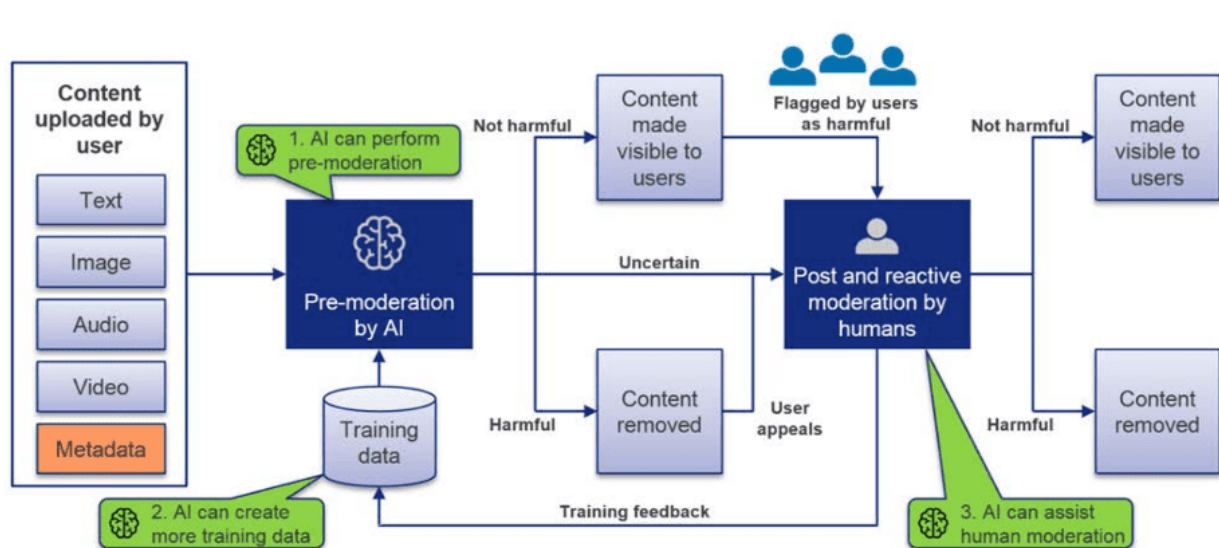 Content
uploaded by
user
Text
Image
Audio
Video
Metadata
1. AI can perform
pre-moderation
Pre-moderation
by AI
Training
data
2. AI can create
more training data
Not harmful
Content
made
visible to
users
Flagged by users
as harmful
Uncertain
Harmful
Content
removed
User
appeals
Post and reactive
moderation by
humans
Training feedback
3. AI can assist
human moderation
Not harmful
Content
made
visible to
users
Harmful
Content
removed